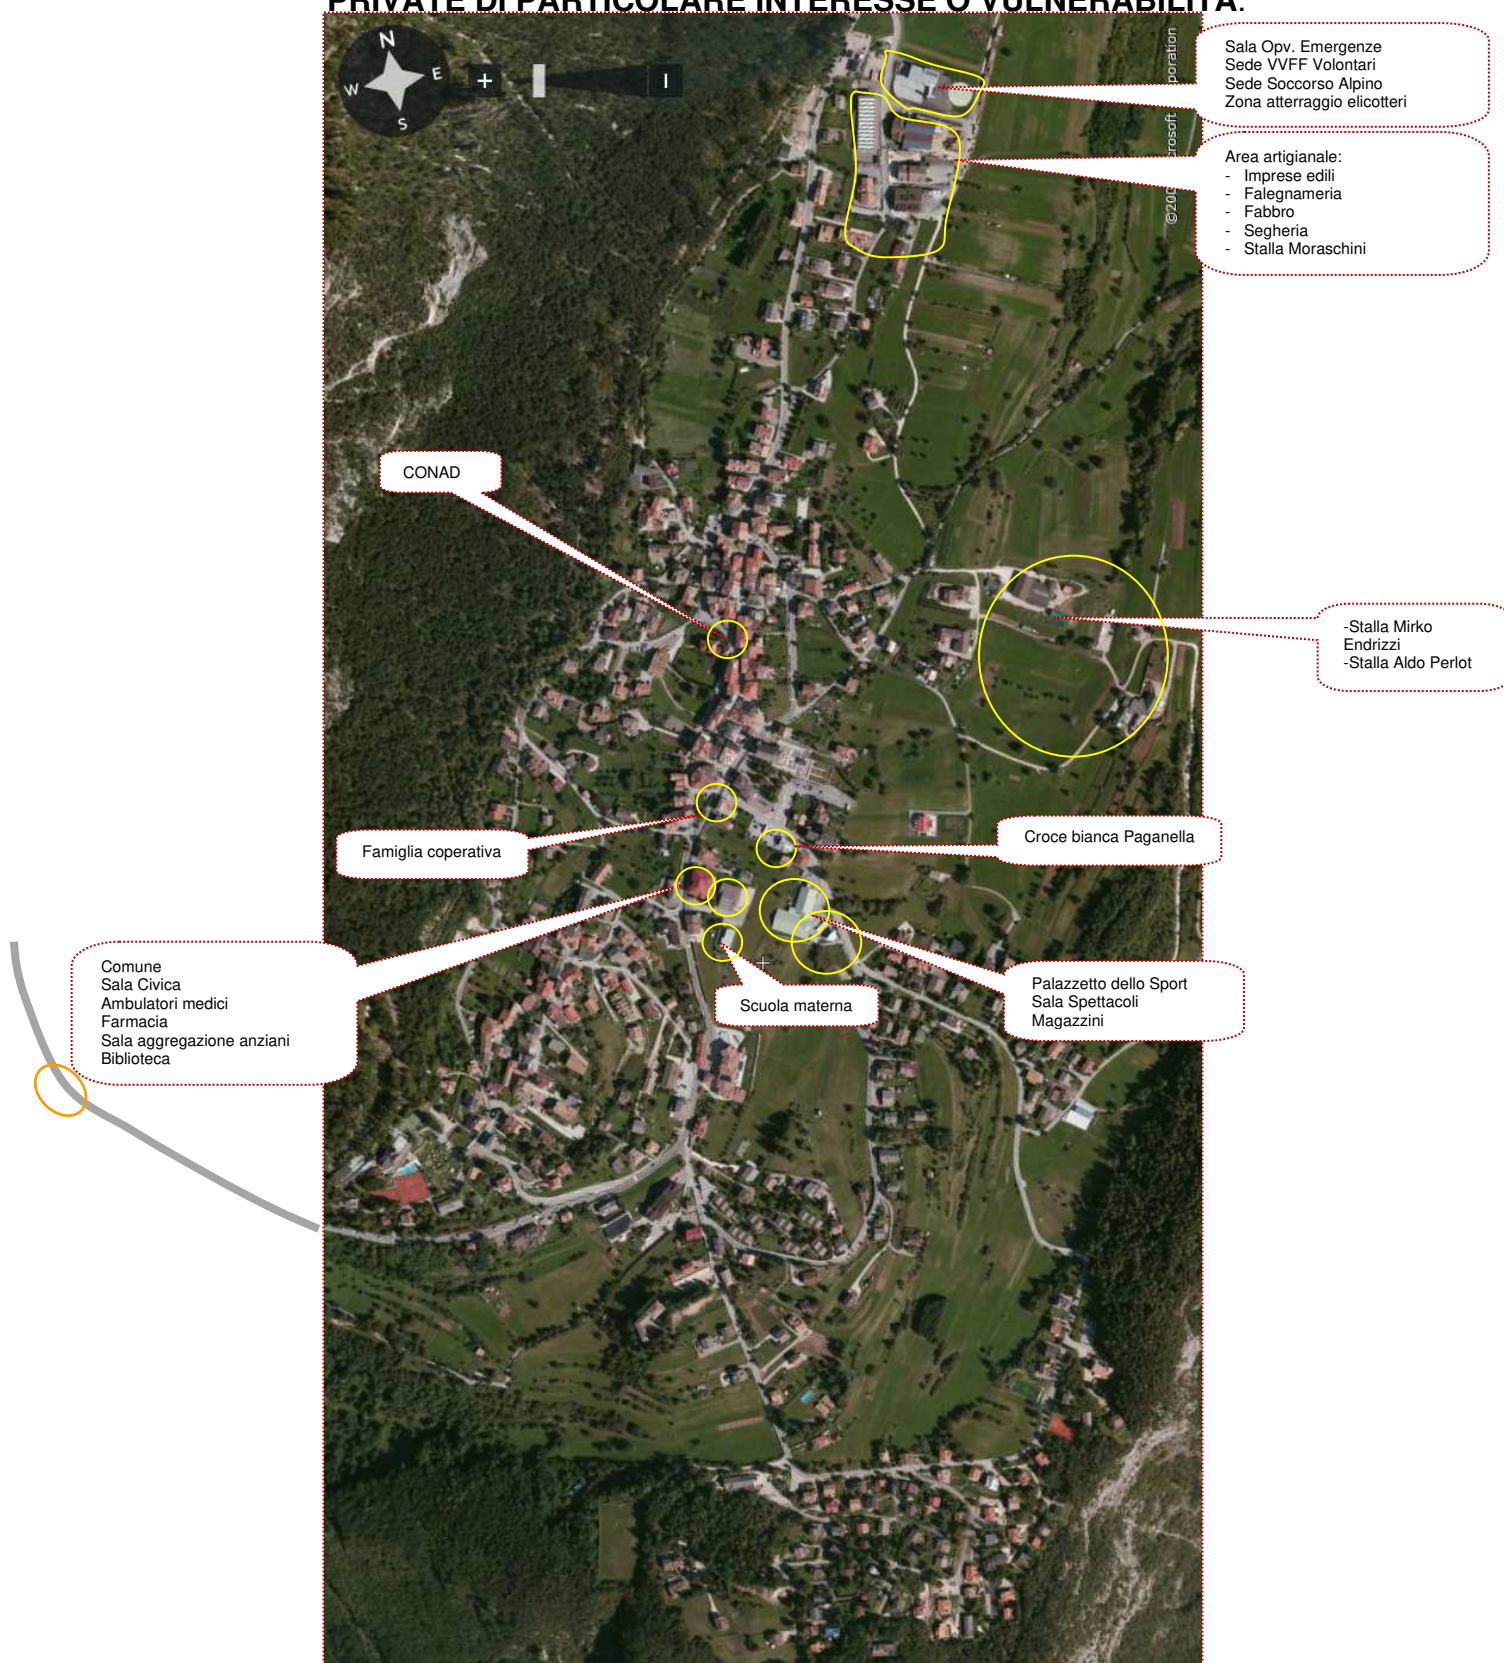 PRIVATE DI PARTICOLARE INTERESSE O VULNERABILITÀ.
N
E
W
S
Sala Opv. Emergenze
Sede VVFF Volontari
Sede Soccorso Alpino
Zona atterraggio elicotteri
Area artigianale:
- Imprese edili
- Falegnameria
- Fabbro
- Segheria
- Stalla Moraschini
CONAD
-Stalla Mirko
Endrizzi
-Stalla Aldo Perlot
Famiglia coperativa
Croce bianca Paganella
Comune
Sala Civica
Ambulatori medici
Farmacia
Sala aggregazione anziani
Biblioteca
Scuola materna
Palazzetto dello Sport
Sala Spettacoli
Magazzini